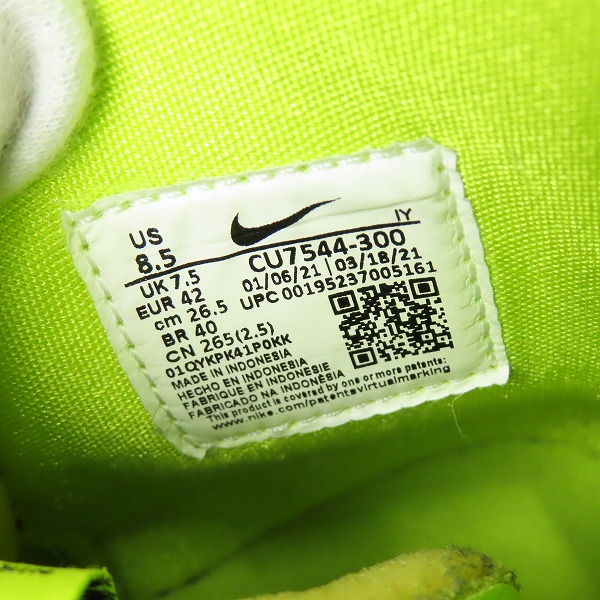 US
8.5
IY
UK 7.5
EUR 42
cm 26.5
BR 40
CN 265(2.5)
CU7544-300
01/06/21 | 03/18/21
UPC 00195237005161
01QYKPK41P0KK
MADE IN INDONESIA
HECHO EN INDONESIA
FABRIQUE EN INDONESIE
FABRICADO NA INDONESIA
This product is covered by one or more patents:
www.nike.com/patentsvirtualmarking